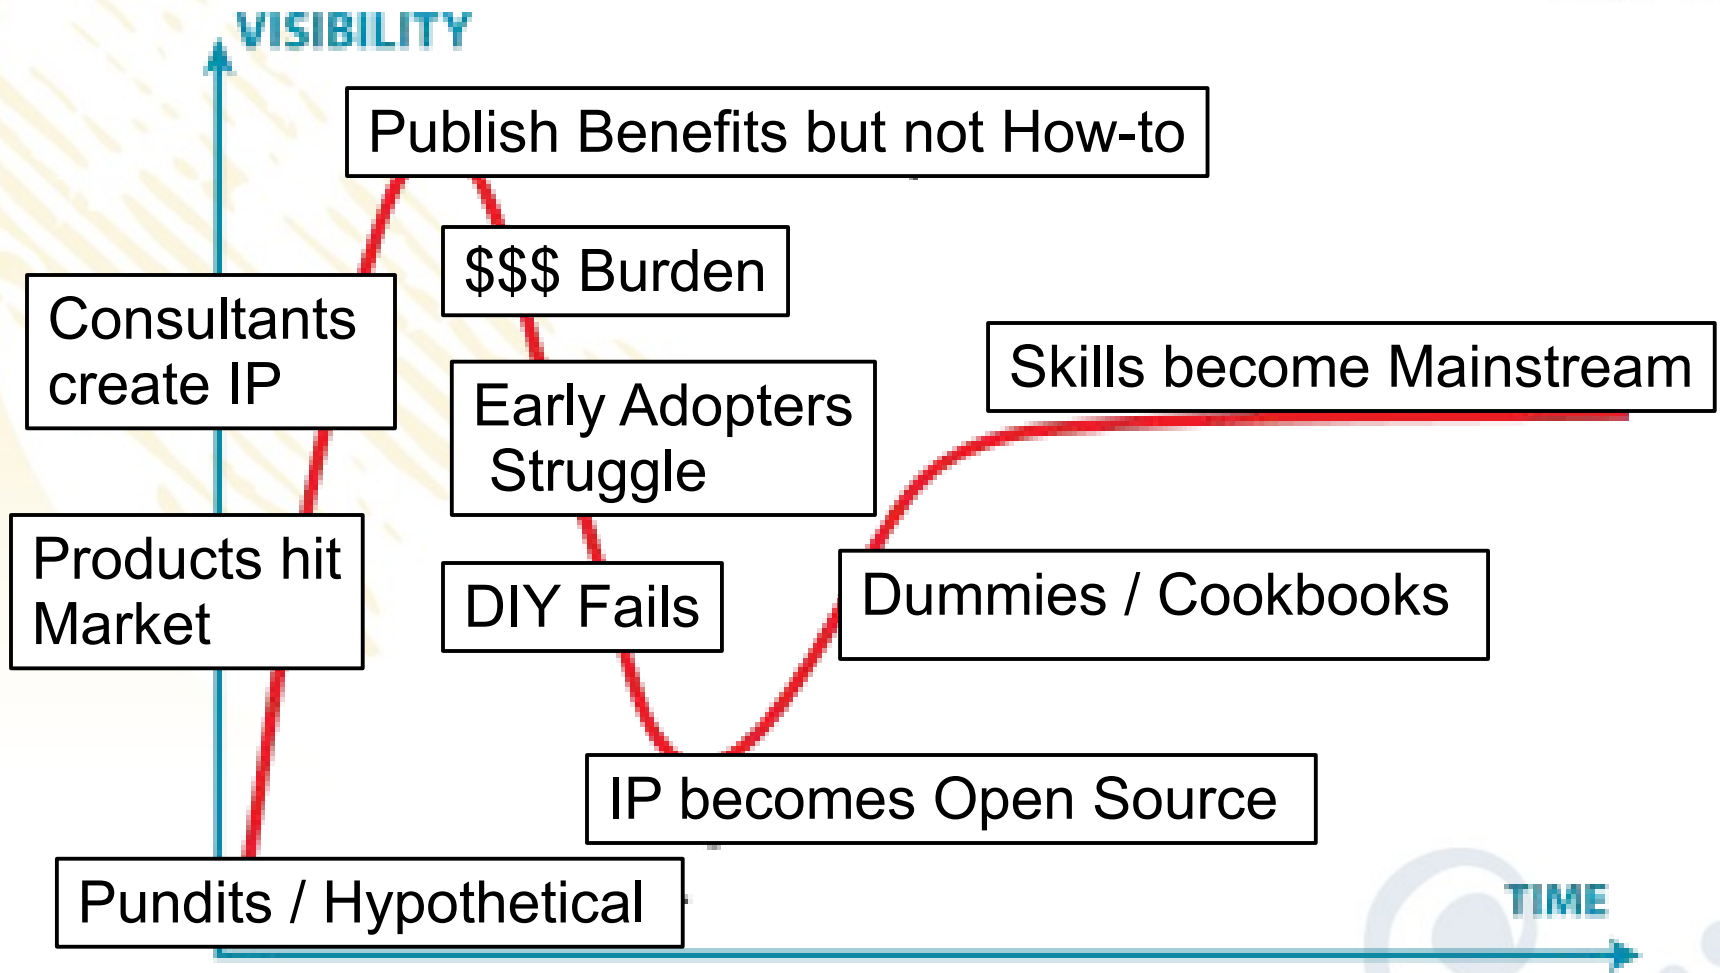 VISIBILITY
Publish Benefits but not How-to
$$$ Burden
Consultants
create IP
Early Adopters
Struggle
Skills become Mainstream
Products hit
Market
DIY Fails
Dummies / Cookbooks
IP becomes Open Source
Pundits / Hypothetical
TIME